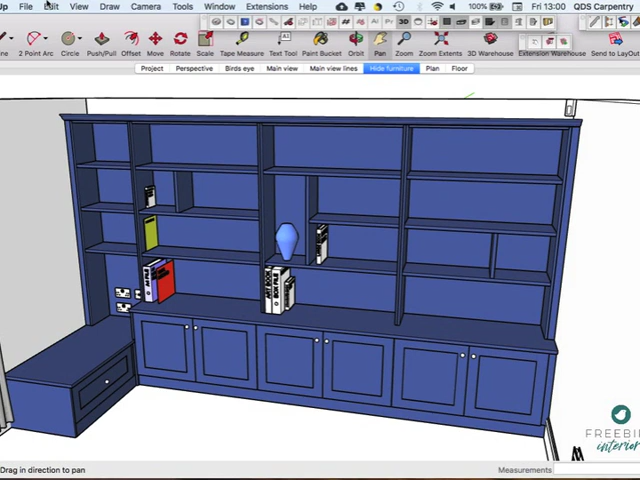 Up File Edit View Draw Camera Tools Window Extensions Help 100% Fri 13:00 QDS Carpentry
2 Point Arc Circle Push/Pull Offset Move Rotate Scale Tape Measure Text Tool Paint Bucket Orbit Pan Zoom Zoom Extents 3D Warehouse Extension Warehouse Send to LayOut
Project Perspective Birds eye Main view Main view lines Hide furniture Plan Floor
BOX FILE
FREEBI
interior
Drag in direction to pan
Measurements